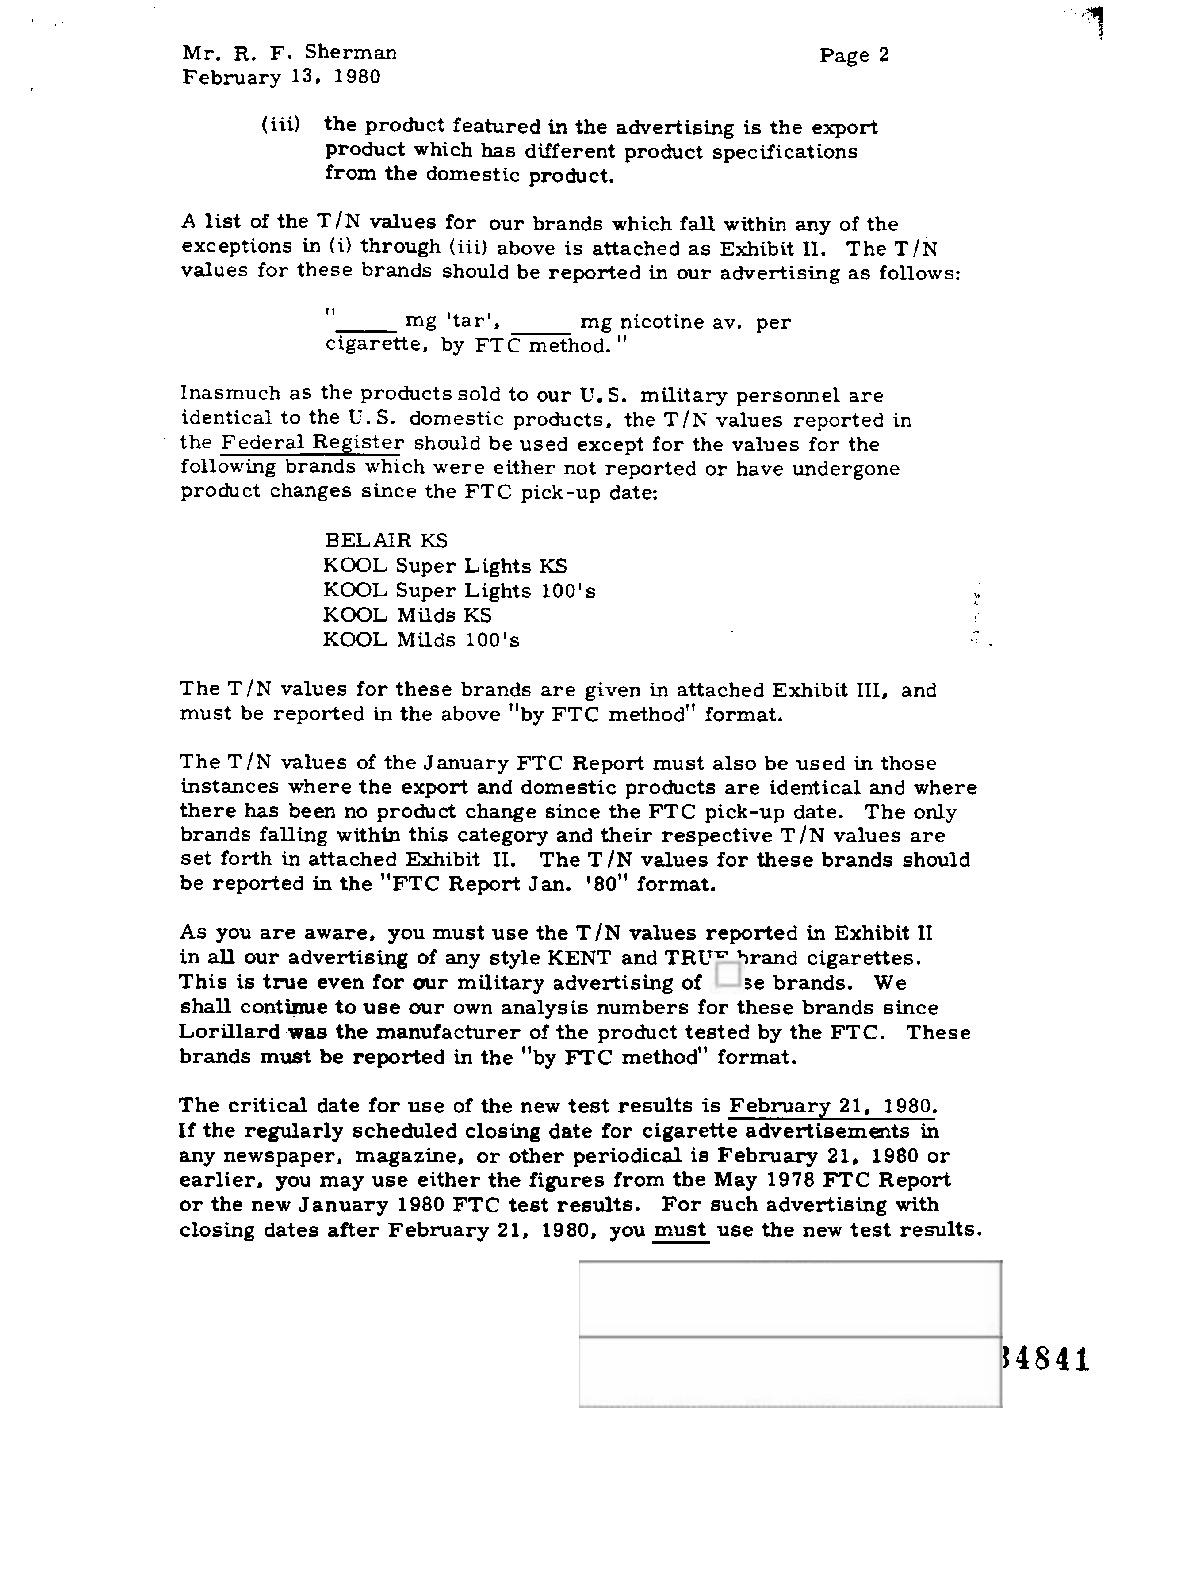 Mr. R. F. Sherman Page 2
February 13, 1980
(iii) the product featured in the advertising is the export
product which has different product specifications
from the domestic product.
A list of the T/N values for our brands which fall within any of the
exceptions in (i) through (iii) above is attached as Exhibit II. The T/N
values for these brands should be reported in our advertising as follows:
"_____ mg 'tar', _____ mg nicotine av. per
cigarette, by FTC method."
Inasmuch as the products sold to our U.S. military personnel are
identical to the U.S. domestic products, the T/N values reported in
the Federal Register should be used except for the values for the
following brands which were either not reported or have undergone
product changes since the FTC pick-up date:
BELAIR KS
KOOL Super Lights KS
KOOL Super Lights 100's
KOOL Milds KS
KOOL Milds 100's
The T/N values for these brands are given in attached Exhibit III, and
must be reported in the above "by FTC method" format.
The T/N values of the January FTC Report must also be used in those
instances where the export and domestic products are identical and where
there has been no product change since the FTC pick-up date. The only
brands falling within this category and their respective T/N values are
set forth in attached Exhibit II. The T/N values for these brands should
be reported in the "FTC Report Jan. '80" format.
As you are aware, you must use the T/N values reported in Exhibit II
in all our advertising of any style KENT and TRUE brand cigarettes.
This is true even for our military advertising of se brands. We
shall continue to use our own analysis numbers for these brands since
Lorillard was the manufacturer of the product tested by the FTC. These
brands must be reported in the "by FTC method" format.
The critical date for use of the new test results is February 21, 1980.
If the regularly scheduled closing date for cigarette advertisements in
any newspaper, magazine, or other periodical is February 21, 1980 or
earlier, you may use either the figures from the May 1978 FTC Report
or the new January 1980 FTC test results. For such advertising with
closing dates after February 21, 1980, you must use the new test results.
4841